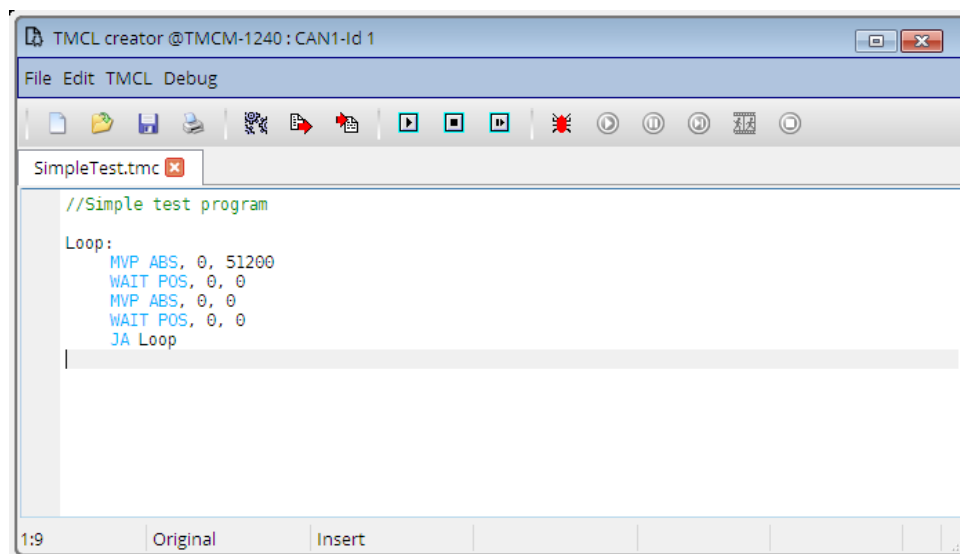 TMCL creator @TMCM-1240 : CAN1-Id 1
File Edit TMCL Debug
SimpleTest.tmc
//Simple test program
Loop:
MVP ABS, 0, 51200
WAIT POS, 0, 0
MVP ABS, 0, 0
WAIT POS, 0, 0
JA Loop
1:9 Original Insert